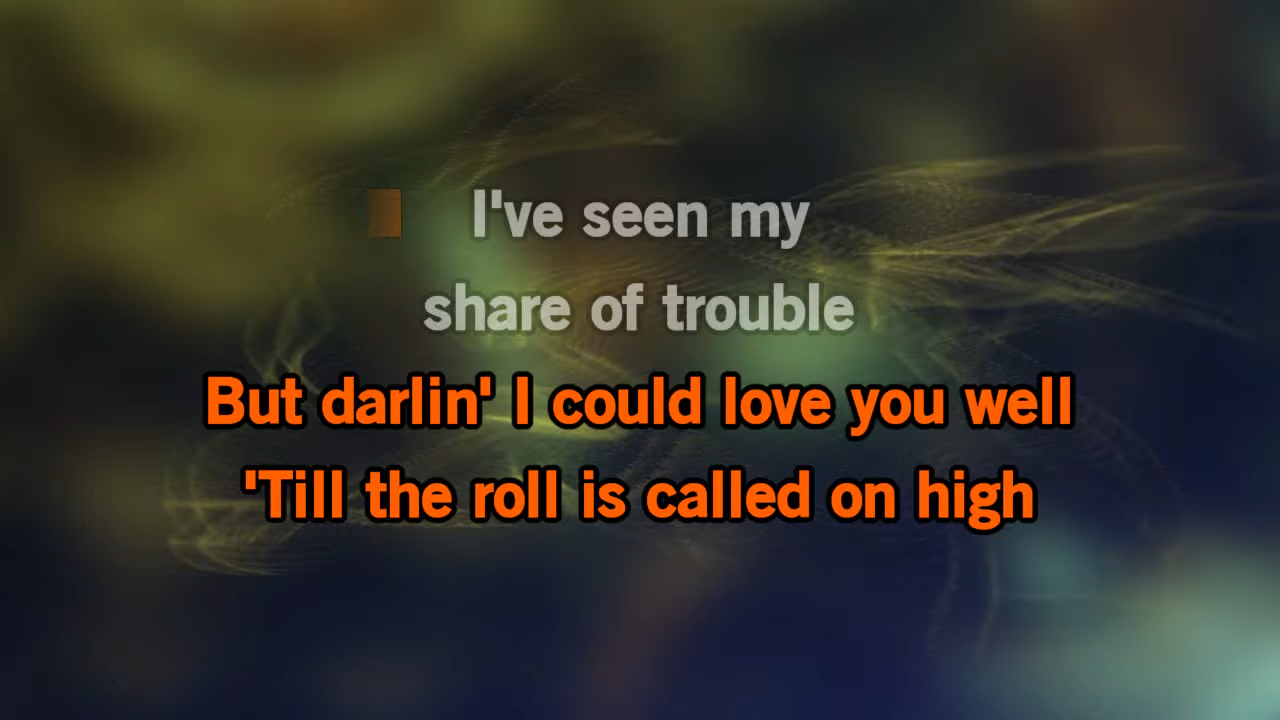 I've seen my
share of trouble
But darlin' I could love you well
'Till the roll is called on high